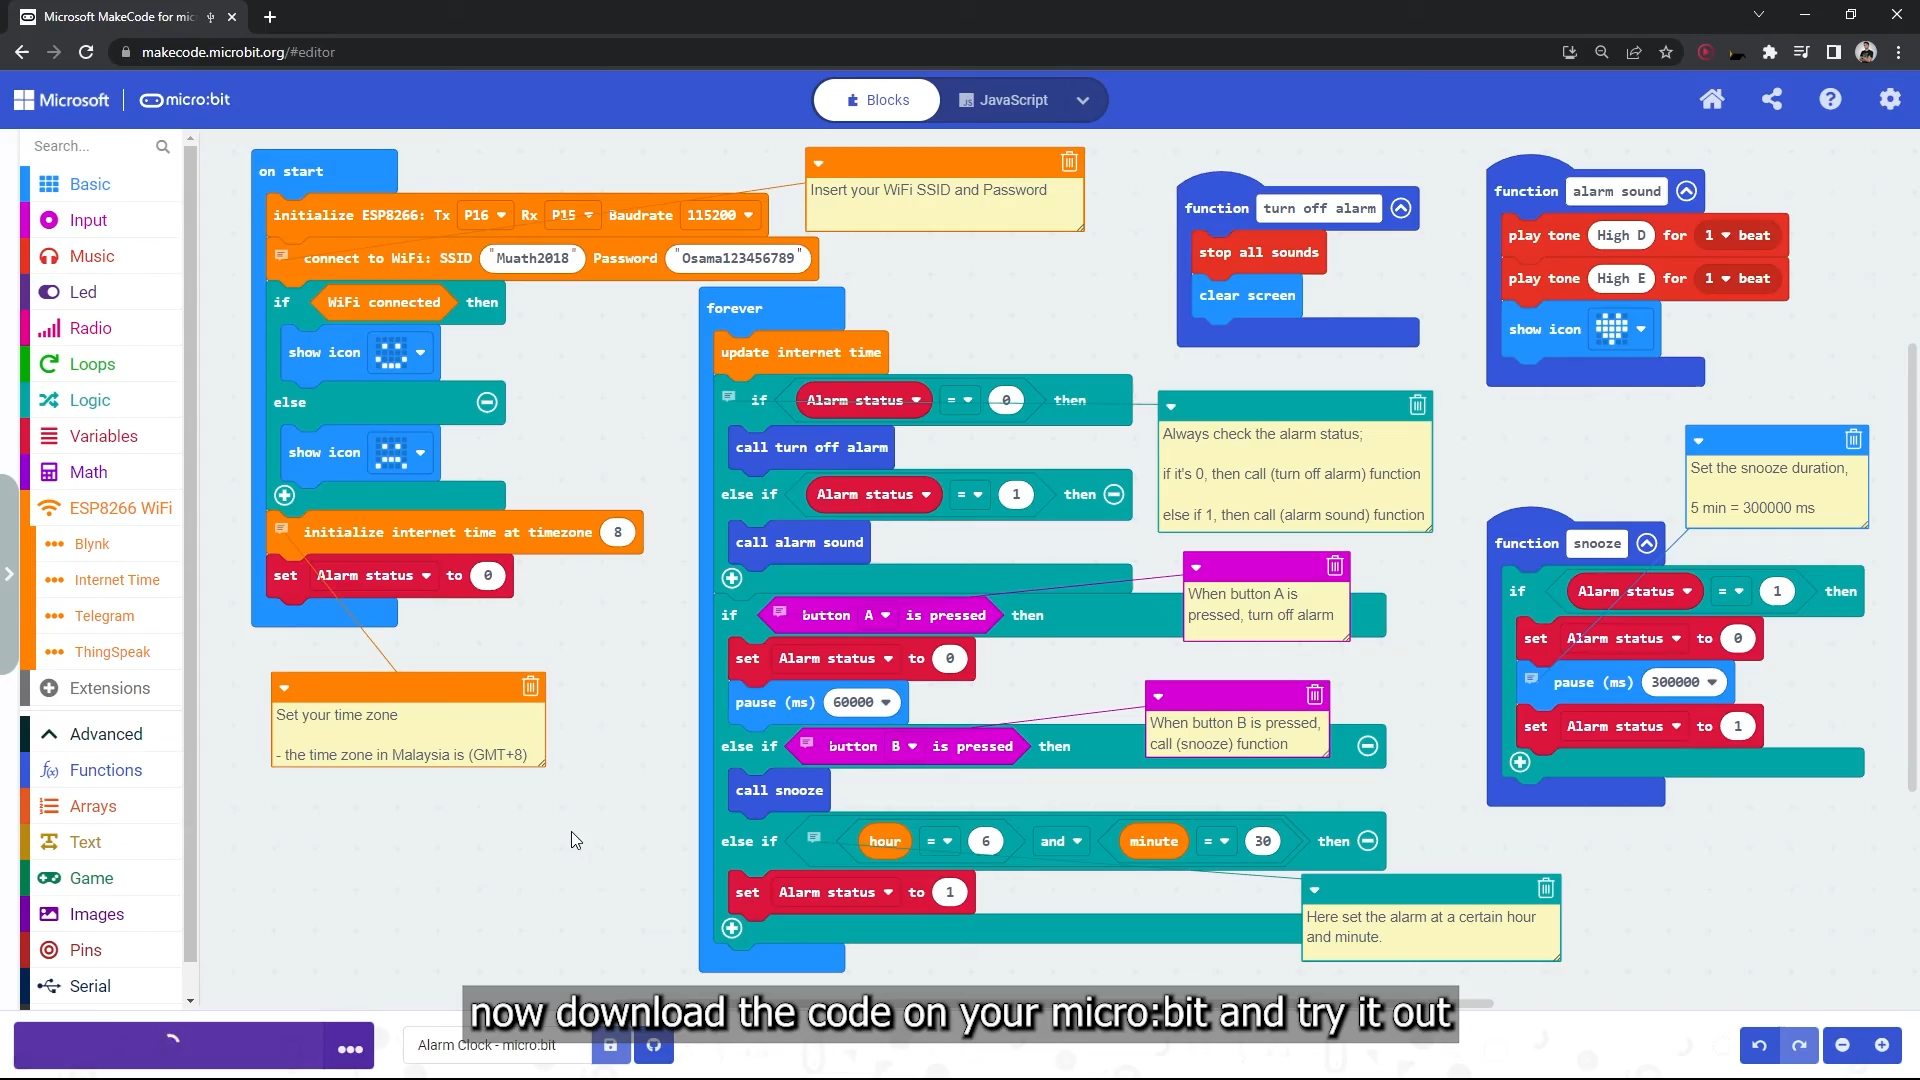 Microsoft MakeCode for mic
makecode.microbit.org/#editor
Microsoft
micro:bit
Blocks
JavaScript
Search...
Basic
Input
Music
Led
Radio
Loops
Logic
Variables
Math
ESP8266 WiFi
Blynk
Internet Time
Telegram
ThingSpeak
Extensions
Advanced
Functions
Arrays
Text
Game
Images
Pins
Serial
on start
initialize ESP8266: Tx P16 Rx P15 Baudrate 115200
connect to WiFi: SSID "Muath2018" Password "Osama123456789"
if WiFi connected then
show icon
else
show icon
initialize internet time at timezone 8
set Alarm status to 0
Set your time zone
- the time zone in Malaysia is (GMT+8)
Insert your WiFi SSID and Password
forever
update internet time
if Alarm status = 0 then
call turn off alarm
else if Alarm status = 1 then
call alarm sound
if button A is pressed then
set Alarm status to 0
pause (ms) 60000
else if button B is pressed then
call snooze
else if hour = 6 and minute = 30 then
set Alarm status to 1
function turn off alarm
stop all sounds
clear screen
Always check the alarm status;
if it's 0, then call (turn off alarm) function
else if 1, then call (alarm sound) function
When button A is
pressed, turn off alarm
When button B is pressed,
call (snooze) function
Here set the alarm at a certain hour
and minute.
function alarm sound
play tone High D for 1 beat
play tone High E for 1 beat
show icon
Set the snooze duration,
5 min = 300000 ms
function snooze
if Alarm status = 1 then
set Alarm status to 0
pause (ms) 300000
set Alarm status to 1
now download the code on your micro:bit and try it out
Alarm Clock - micro:bit